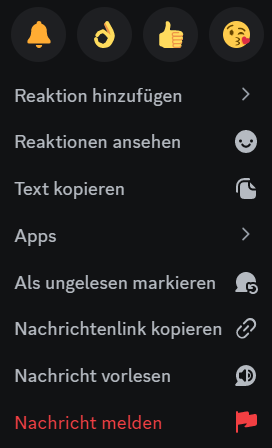 Reaktion hinzufügen
Reaktionen ansehen
Text kopieren
Apps
Als ungelesen markieren
Nachrichtenlink kopieren
Nachricht vorlesen
Nachricht melden